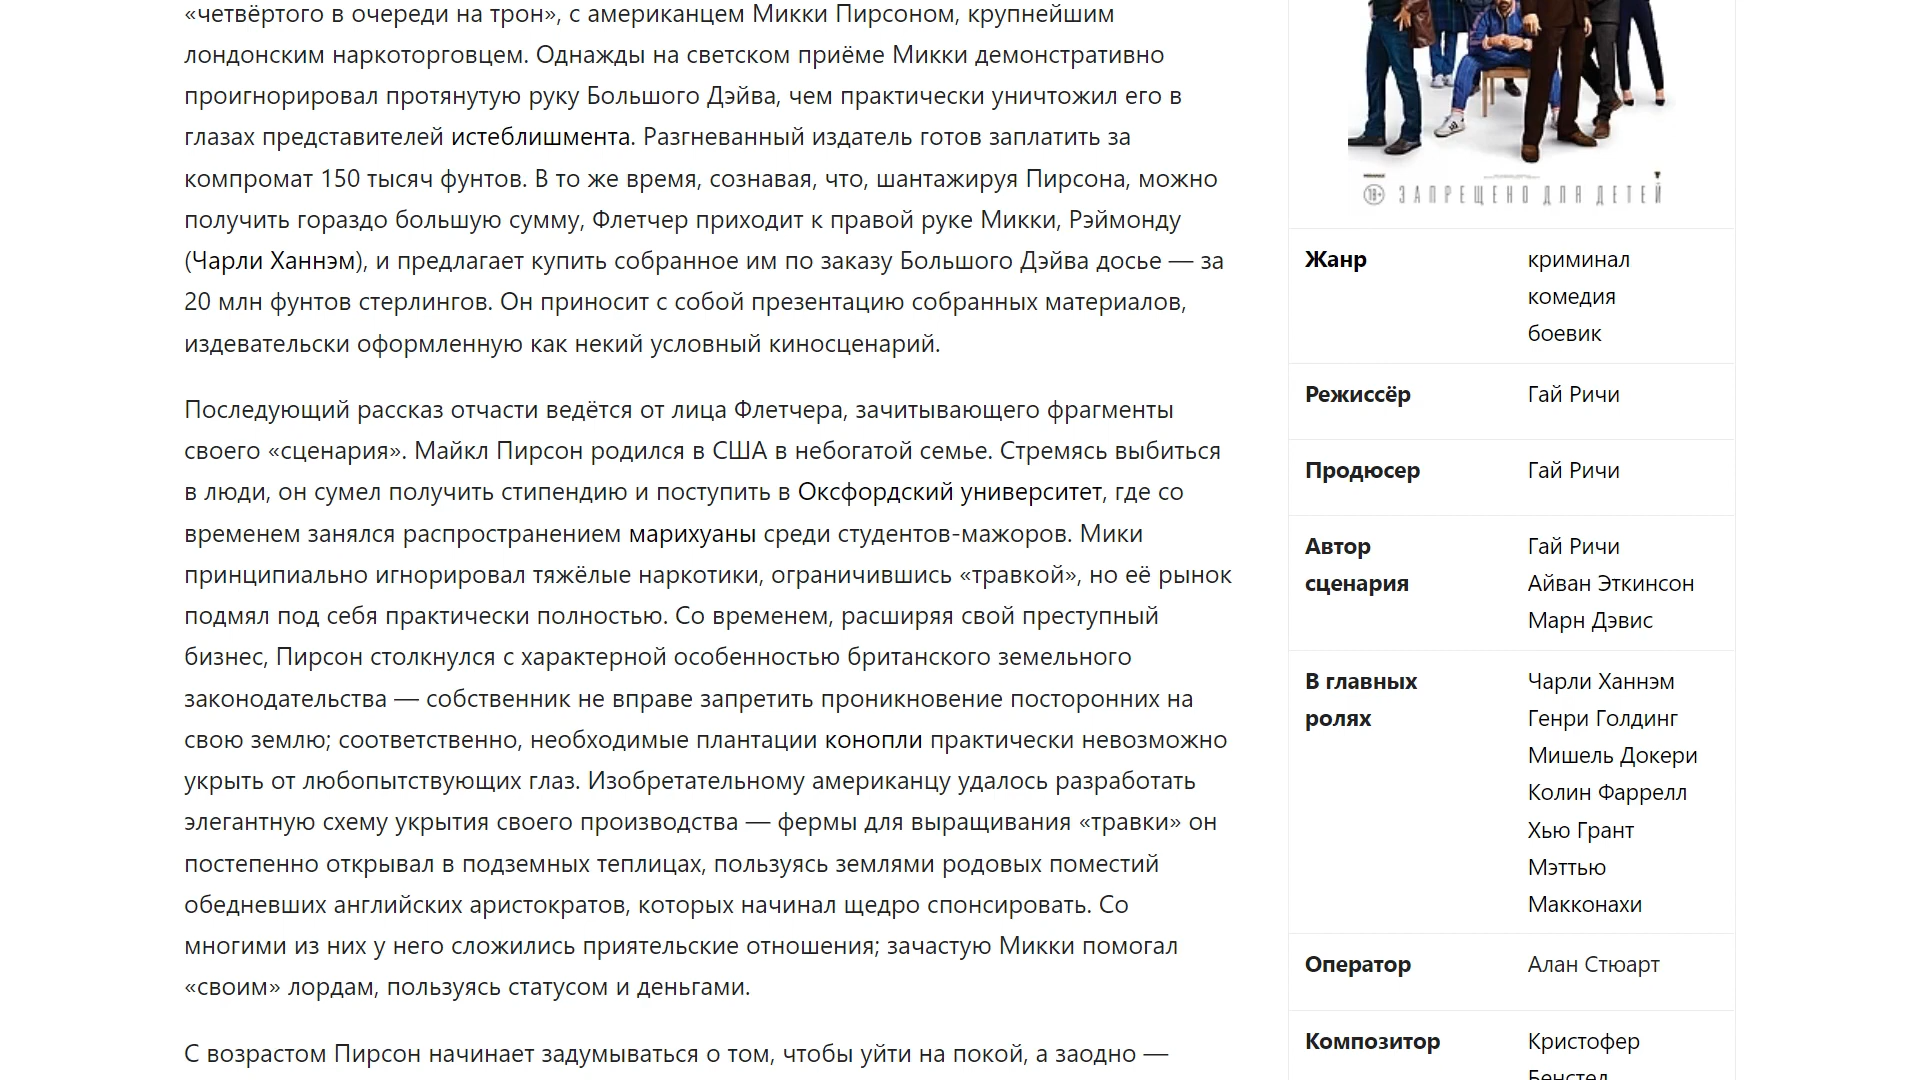 «четвёртого в очереди на трон», с американцем Микки Пирсоном, крупнейшим
лондонским наркоторговцем. Однажды на светском приёме Микки демонстративно
проигнорировал протянутую руку Большого Дэйва, чем практически уничтожил его в
глазах представителей истеблишмента. Разгневанный издатель готов заплатить за
компромат 150 тысяч фунтов. В то же время, сознавая, что, шантажируя Пирсона, можно
получить гораздо большую сумму, Флетчер приходит к правой руке Микки, Рэймонду
(Чарли Ханнэм), и предлагает купить собранное им по заказу Большого Дэйва досье — за
20 млн фунтов стерлингов. Он приносит с собой презентацию собранных материалов,
издевательски оформленную как некий условный киносценарий.
Последующий рассказ отчасти ведётся от лица Флетчера, зачитывающего фрагменты
своего «сценария». Майкл Пирсон родился в США в небогатой семье. Стремясь выбиться
в люди, он сумел получить стипендию и поступить в Оксфордский университет, где со
временем занялся распространением марихуаны среди студентов-мажоров. Мики
принципиально игнорировал тяжёлые наркотики, ограничившись «травкой», но её рынок
подмял под себя практически полностью. Со временем, расширяя свой преступный
бизнес, Пирсон столкнулся с характерной особенностью британского земельного
законодательства — собственник не вправе запретить проникновение посторонних на
свою землю; соответственно, необходимые плантации конопли практически невозможно
укрыть от любопытствующих глаз. Изобретательному американцу удалось разработать
элегантную схему укрытия своего производства — фермы для выращивания «травки» он
постепенно открывал в подземных теплицах, пользуясь землями родовых поместий
обедневших английских аристократов, которых начинал щедро спонсировать. Со
многими из них у него сложились приятельские отношения; зачастую Микки помогал
«своим» лордам, пользуясь статусом и деньгами.
С возрастом Пирсон начинает задумываться о том, чтобы уйти на покой, а заодно —
18+ ЗАПРЕЩЕНО ДЛЯ ДЕТЕЙ
Жанр
криминал
комедия
боевик
Режиссёр
Гай Ричи
Продюсер
Гай Ричи
Автор
сценария
Гай Ричи
Айван Эткинсон
Марн Дэвис
В главных
ролях
Чарли Ханнэм
Генри Голдинг
Мишель Докери
Колин Фаррелл
Хью Грант
Мэттью
Макконахи
Оператор
Алан Стюарт
Композитор
Кристофер
Бенстед